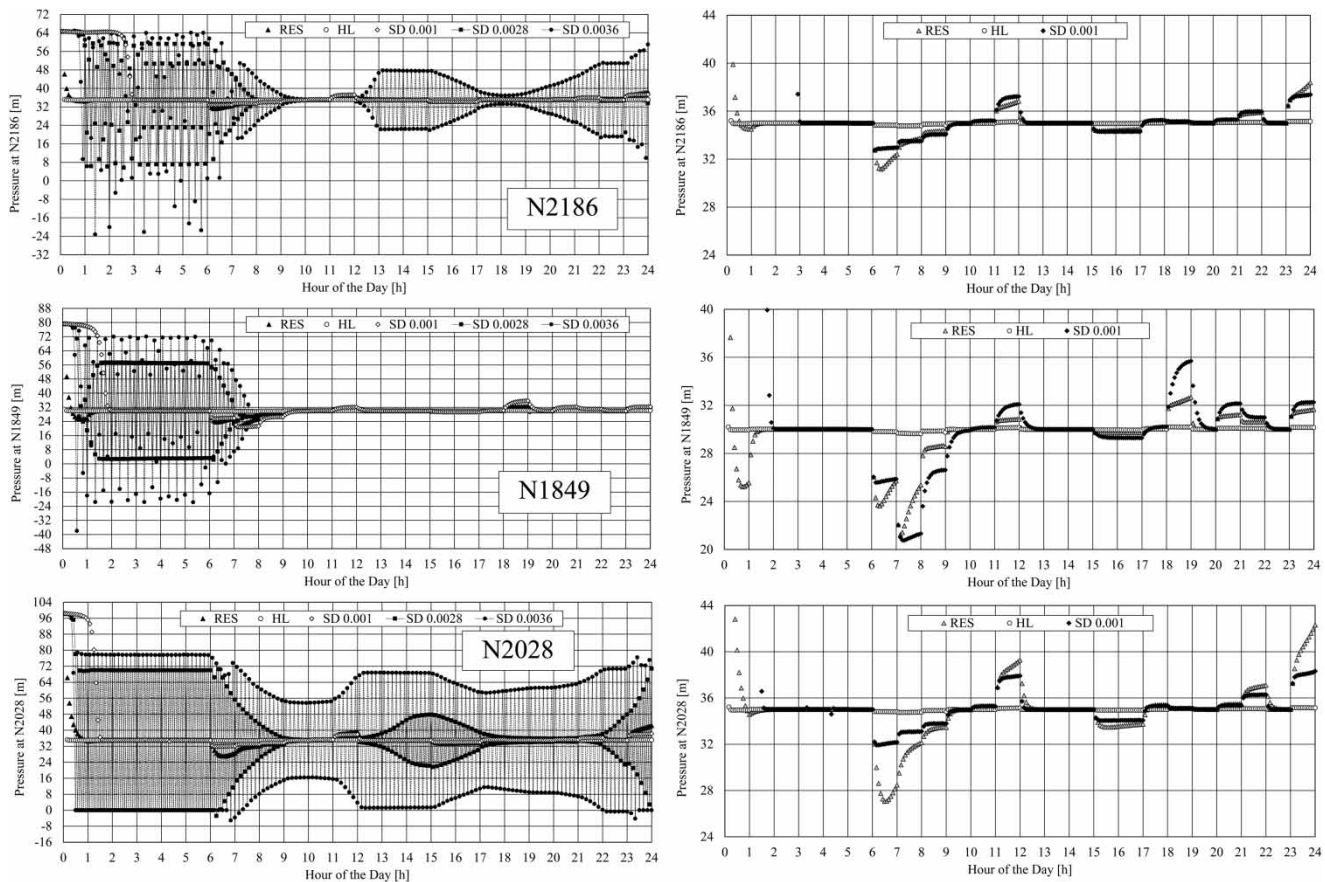 Pressure at N2186 [m]
72
64
56
48
40
32
24
16
8
0
-8
-16
-24
-32
RES HL SD 0.001 SD 0.0028 SD 0.0036
N2186
0 1 2 3 4 5 6 7 8 9 10 11 12 13 14 15 16 17 18 19 20 21 22 23 24
Hour of the Day [h]
Pressure at N2186 [m]
44
40
36
32
28
24
RES HL SD 0.001
0 1 2 3 4 5 6 7 8 9 10 11 12 13 14 15 16 17 18 19 20 21 22 23 24
Hour of the Day [h]
Pressure at N1849 [m]
88
80
72
64
56
48
40
32
24
16
8
0
-8
-16
-24
-32
-40
-48
RES HL SD 0.001 SD 0.0028 SD 0.0036
N1849
0 1 2 3 4 5 6 7 8 9 10 11 12 13 14 15 16 17 18 19 20 21 22 23 24
Hour of the Day [h]
Pressure at N1849 [m]
40
36
32
28
24
20
RES HL SD 0.001
0 1 2 3 4 5 6 7 8 9 10 11 12 13 14 15 16 17 18 19 20 21 22 23 24
Hour of the Day [h]
Pressure at N2028 [m]
104
96
88
80
72
64
56
48
40
32
24
16
8
0
-8
-16
RES HL SD 0.001 SD 0.0028 SD 0.0036
N2028
0 1 2 3 4 5 6 7 8 9 10 11 12 13 14 15 16 17 18 19 20 21 22 23 24
Hour of the Day [h]
Pressure at N2028 [m]
44
40
36
32
28
24
RES HL SD 0.001
0 1 2 3 4 5 6 7 8 9 10 11 12 13 14 15 16 17 18 19 20 21 22 23 24
Hour of the Day [h]